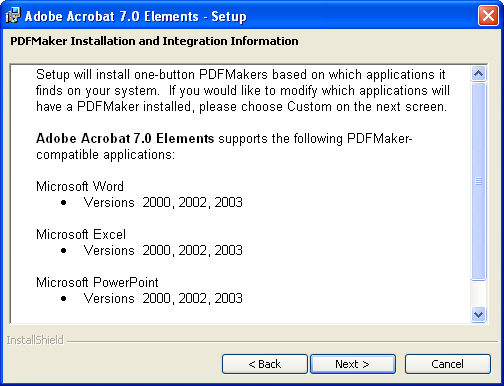 Adobe Acrobat 7.0 Elements - Setup
PDFMaker Installation and Integration Information
Setup will install one-button PDFMakers based on which applications it
finds on your system. If you would like to modify which applications will
have a PDFMaker installed, please choose Custom on the next screen.
Adobe Acrobat 7.0 Elements supports the following PDFMaker-
compatible applications:
Microsoft Word
• Versions 2000, 2002, 2003
Microsoft Excel
• Versions 2000, 2002, 2003
Microsoft PowerPoint
• Versions 2000, 2002, 2003
InstallShield
< Back
Next >
Cancel